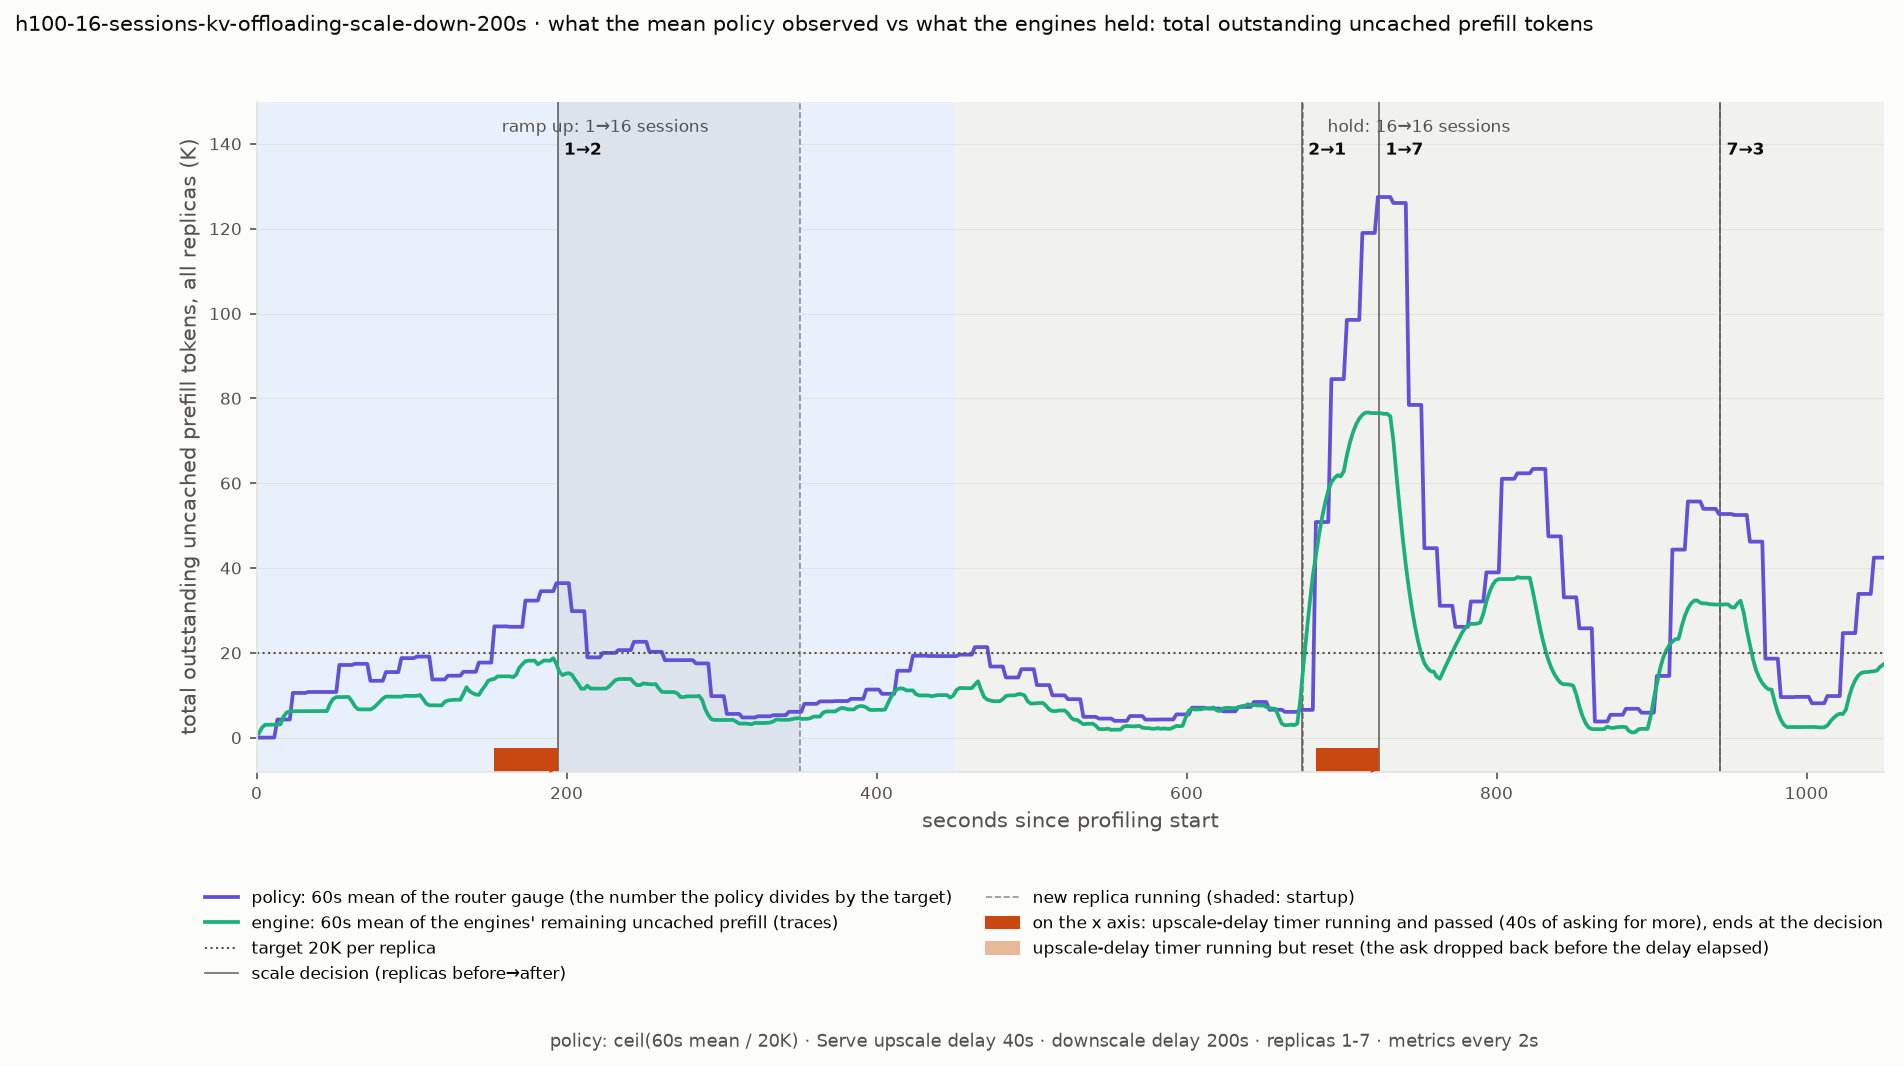 h100-16-sessions-kv-offloading-scale-down-200s · what the mean policy observed vs what the engines held: total outstanding uncached prefill tokens
ramp up: 1→16 sessions
hold: 16→16 sessions
1→2
2→1
1→7
7→3
total outstanding uncached prefill tokens, all replicas (K)
140
120
100
80
60
40
20
0
0
200
400
600
800
1000
seconds since profiling start
policy: 60s mean of the router gauge (the number the policy divides by the target)
engine: 60s mean of the engines' remaining uncached prefill (traces)
target 20K per replica
scale decision (replicas before→after)
new replica running (shaded: startup)
on the x axis: upscale-delay timer running and passed (40s of asking for more), ends at the decision
upscale-delay timer running but reset (the ask dropped back before the delay elapsed)
policy: ceil(60s mean / 20K) · Serve upscale delay 40s · downscale delay 200s · replicas 1-7 · metrics every 2s